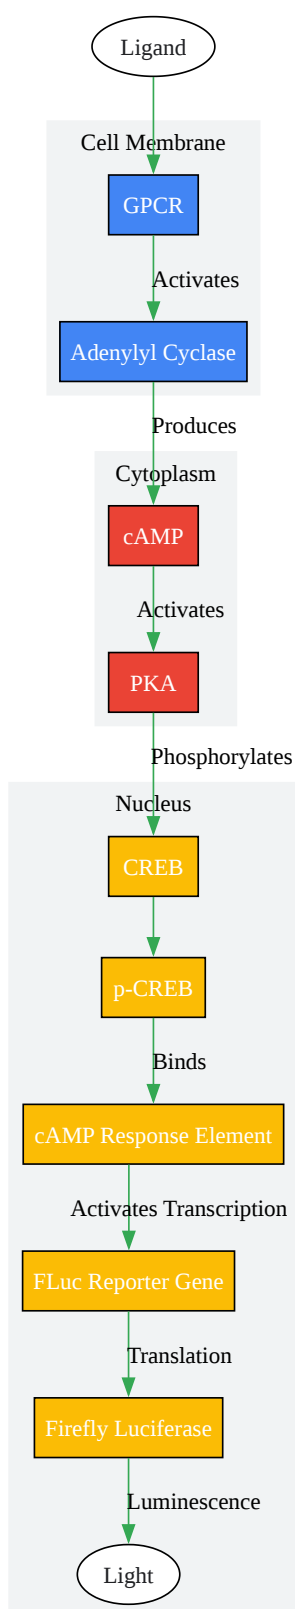 Ligand
Cell Membrane
GPCR
Activates
Adenylyl Cyclase
Produces
Cytoplasm
cAMP
Activates
PKA
Phosphorylates
Nucleus
CREB
p-CREB
Binds
cAMP Response Element
Activates Transcription
FLuc Reporter Gene
Translation
Firefly Luciferase
Luminescence
Light